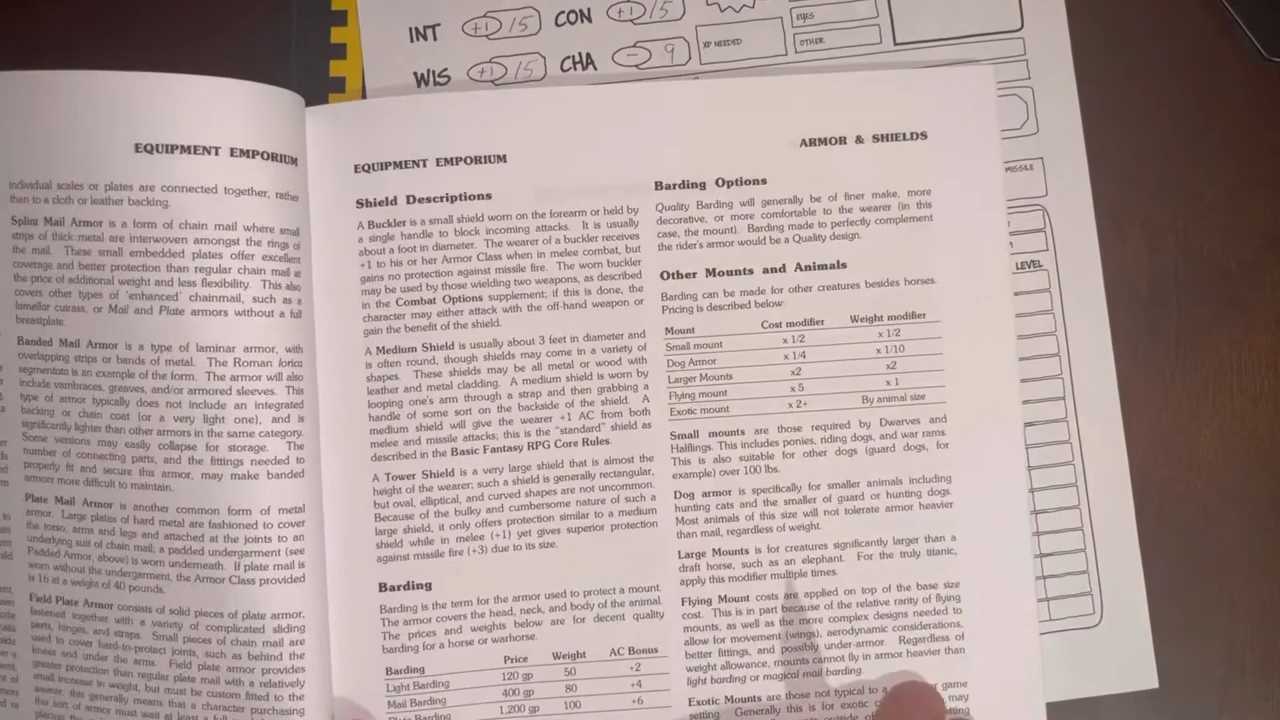 INT +1 15 CON +1 15
WIS +1 15 CHA - 9
XP NEEDED
EYES
OTHER
MISSILE
LEVEL
EQUIPMENT EMPORIUM
individual scales or plates are connected together, rather
than to a cloth or leather backing.
Splint Mail Armor is a form of chain mail where small
strips of thick metal are interwoven amongst the rings of
the mail. These small embedded plates offer excellent
coverage and better protection than regular chain mail at
the price of additional weight and less flexibility. This also
covers other types of 'enhanced' chainmail, such as a
lamellar cuirass, or Mail and Plate armors without a full
breastplate.
Banded Mail Armor is a type of laminar armor, with
overlapping strips or bands of metal. The Roman lorica
segmentata is an example of the form. The armor will also
include vambraces, greaves, and/or armored sleeves. This
type of armor typically does not include an integrated
backing or chain coat (or a very light one), and is
significantly lighter than other armors in the same category.
Some versions may easily collapse for storage. The
number of connecting parts, and the fittings needed to
properly fit and secure this armor, may make banded
armors more difficult to maintain.
Plate Mail Armor is another common form of metal
armor. Large plates of hard metal are fashioned to cover
the torso, arms and legs and attached at the joints to an
underlying suit of chain mail; a padded undergarment (see
Padded Armor, above) is worn underneath. If plate mail is
worn without the undergarment, the Armor Class provided
is 16 at a weight of 40 pounds.
Field Plate Armor consists of solid pieces of plate armor,
fastened together with a variety of complicated sliding
parts, hinges, and straps. Small pieces of chain mail are
used to cover hard-to-protect joints, such as behind the
knees and under the arms. Field plate armor provides
greater protection than regular plate mail with a relatively
small increase in weight, but must be custom fitted to the
wearer; this generally means that a character purchasing
this sort of armor must wait at least a full
EQUIPMENT EMPORIUM
ARMOR & SHIELDS
Shield Descriptions
A Buckler is a small shield worn on the forearm or held by
a single handle to block incoming attacks. It is usually
about a foot in diameter. The wearer of a buckler receives
+1 to his or her Armor Class when in melee combat, but
gains no protection against missile fire. The worn buckler
may be used by those wielding two weapons, as described
in the Combat Options supplement; if this is done, the
character may either attack with the off-hand weapon or
gain the benefit of the shield.
A Medium Shield is usually about 3 feet in diameter and
is often round, though shields may come in a variety of
shapes. These shields may be all metal or wood with
leather and metal cladding. A medium shield is worn by
looping one's arm through a strap and then grabbing a
handle of some sort on the backside of the shield. A
medium shield will give the wearer +1 AC from both
melee and missile attacks; this is the "standard" shield as
described in the Basic Fantasy RPG Core Rules.
A Tower Shield is a very large shield that is almost the
height of the wearer; such a shield is generally rectangular,
but oval, elliptical, and curved shapes are not uncommon.
Because of the bulky and cumbersome nature of such a
large shield, it only offers protection similar to a medium
shield while in melee (+1) yet gives superior protection
against missile fire (+3) due to its size.
Barding
Barding is the term for the armor used to protect a mount.
The armor covers the head, neck, and body of the animal.
The prices and weights below are for decent quality
barding for a horse or warhorse.
Barding Price Weight AC Bonus
Light Barding 120 gp 50 +2
Mail Barding 400 gp 80 +4
Plate Barding 1,200 gp 100 +6
Barding Options
Quality Barding will generally be of finer make, more
decorative, or more comfortable to the wearer (in this
case, the mount). Barding made to perfectly complement
the rider's armor would be a Quality design.
Other Mounts and Animals
Barding can be made for other creatures besides horses.
Pricing is described below:
Mount Cost modifier Weight modifier
Small mount x 1/2 x 1/2
Dog Armor x 1/4 x 1/10
Larger Mounts x2 x2
Flying mount x 5 x 1
Exotic mount x 2+ By animal size
Small mounts are those required by Dwarves and
Halflings. This includes ponies, riding dogs, and war rams.
This is also suitable for other dogs (guard dogs, for
example) over 100 lbs.
Dog armor is specifically for smaller animals including
hunting cats and the smaller of guard or hunting dogs.
Most animals of this size will not tolerate armor heavier
than mail, regardless of weight.
Large Mounts is for creatures significantly larger than a
draft horse, such as an elephant. For the truly titanic,
apply this modifier multiple times.
Flying Mount costs are applied on top of the base size
cost. This is in part because of the relative rarity of flying
mounts, as well as the more complex designs needed to
allow for movement (wings), aerodynamic considerations,
better fittings, and possibly under-armor. Regardless of
weight allowance, mounts cannot fly in armor heavier than
light barding or magical mail barding.
Exotic Mounts are those not typical to a game
setting. Generally this is for exotic may